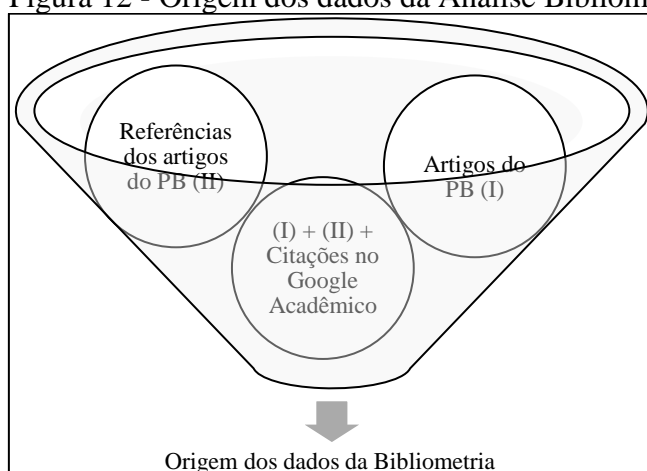 Figura 12 - Origem dos dados da Análise Bibliom
Referências
dos artigos
do PB (II)
Artigos do
PB (I)
(I) + (II) +
Citações no
Google
Acadêmico
Origem dos dados da Bibliometria